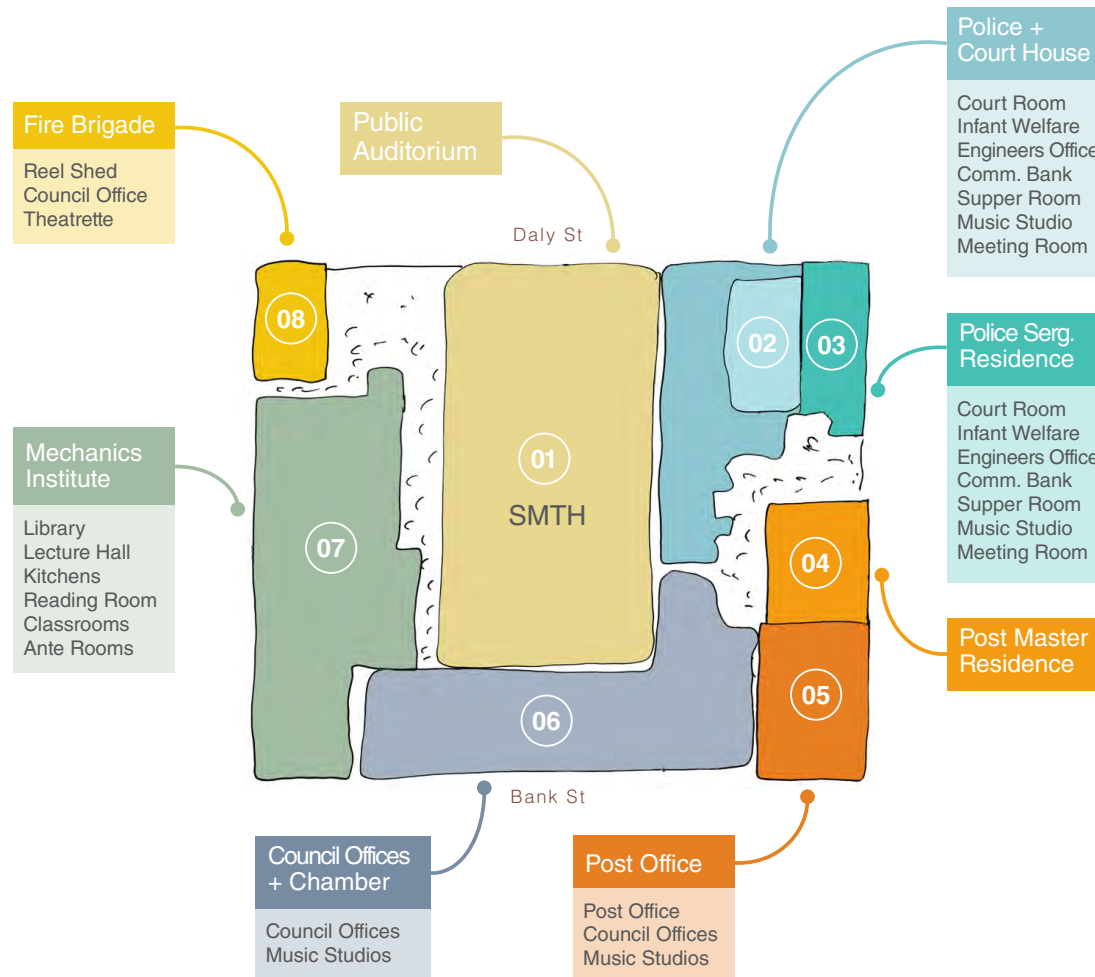 Police +
Court House
Court Room
Infant Welfare
Engineers Office
Comm. Bank
Supper Room
Music Studio
Meeting Room
Fire Brigade
Reel Shed
Council Office
Theatrette
Public
Auditorium
Daly St
08
02
03
01
SMTH
07
04
05
06
Police Serg.
Residence
Court Room
Infant Welfare
Engineers Office
Comm. Bank
Supper Room
Music Studio
Meeting Room
Mechanics
Institute
Library
Lecture Hall
Kitchens
Reading Room
Classrooms
Ante Rooms
Post Master
Residence
Bank St
Council Offices
+ Chamber
Council Offices
Music Studios
Post Office
Post Office
Council Offices
Music Studios